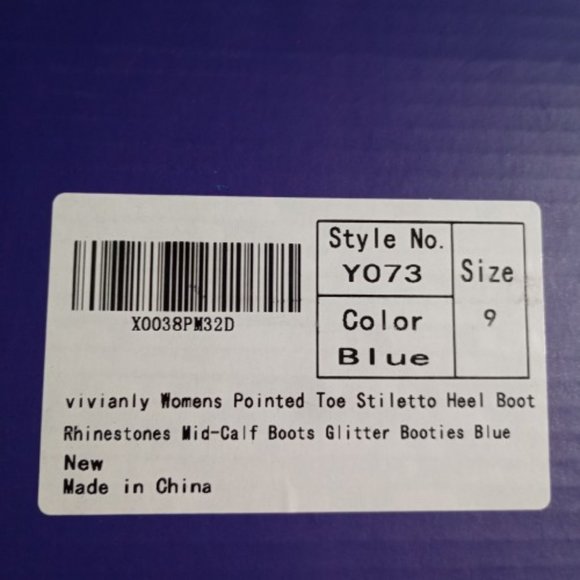 X0038PM32D
Style No.
Y073
Color
Blue
Size
9
vivianly Womens Pointed Toe Stiletto Heel Boot
Rhinestones Mid-Calf Boots Glitter Booties Blue
New
Made in China